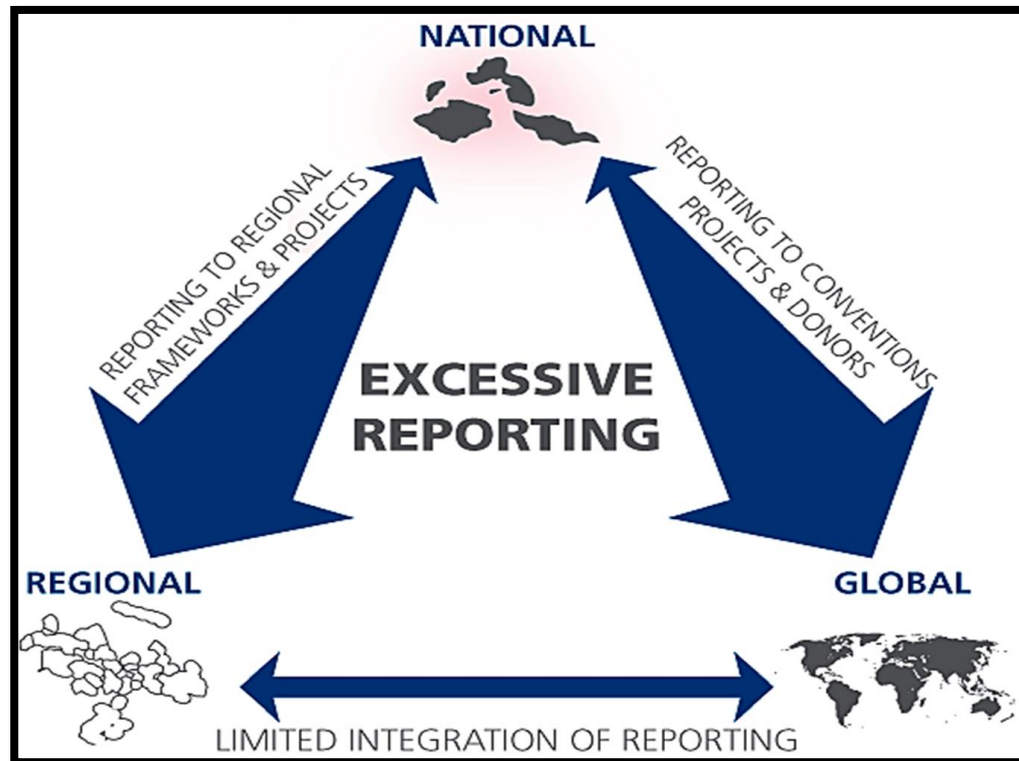 NATIONAL
REPORTING TO REGIONAL
FRAMEWORKS & PROJECTS
REPORTING TO CONVENTIONS
PROJECTS & DONORS
EXCESSIVE
REPORTING
REGIONAL
GLOBAL
LIMITED INTEGRATION OF REPORTING